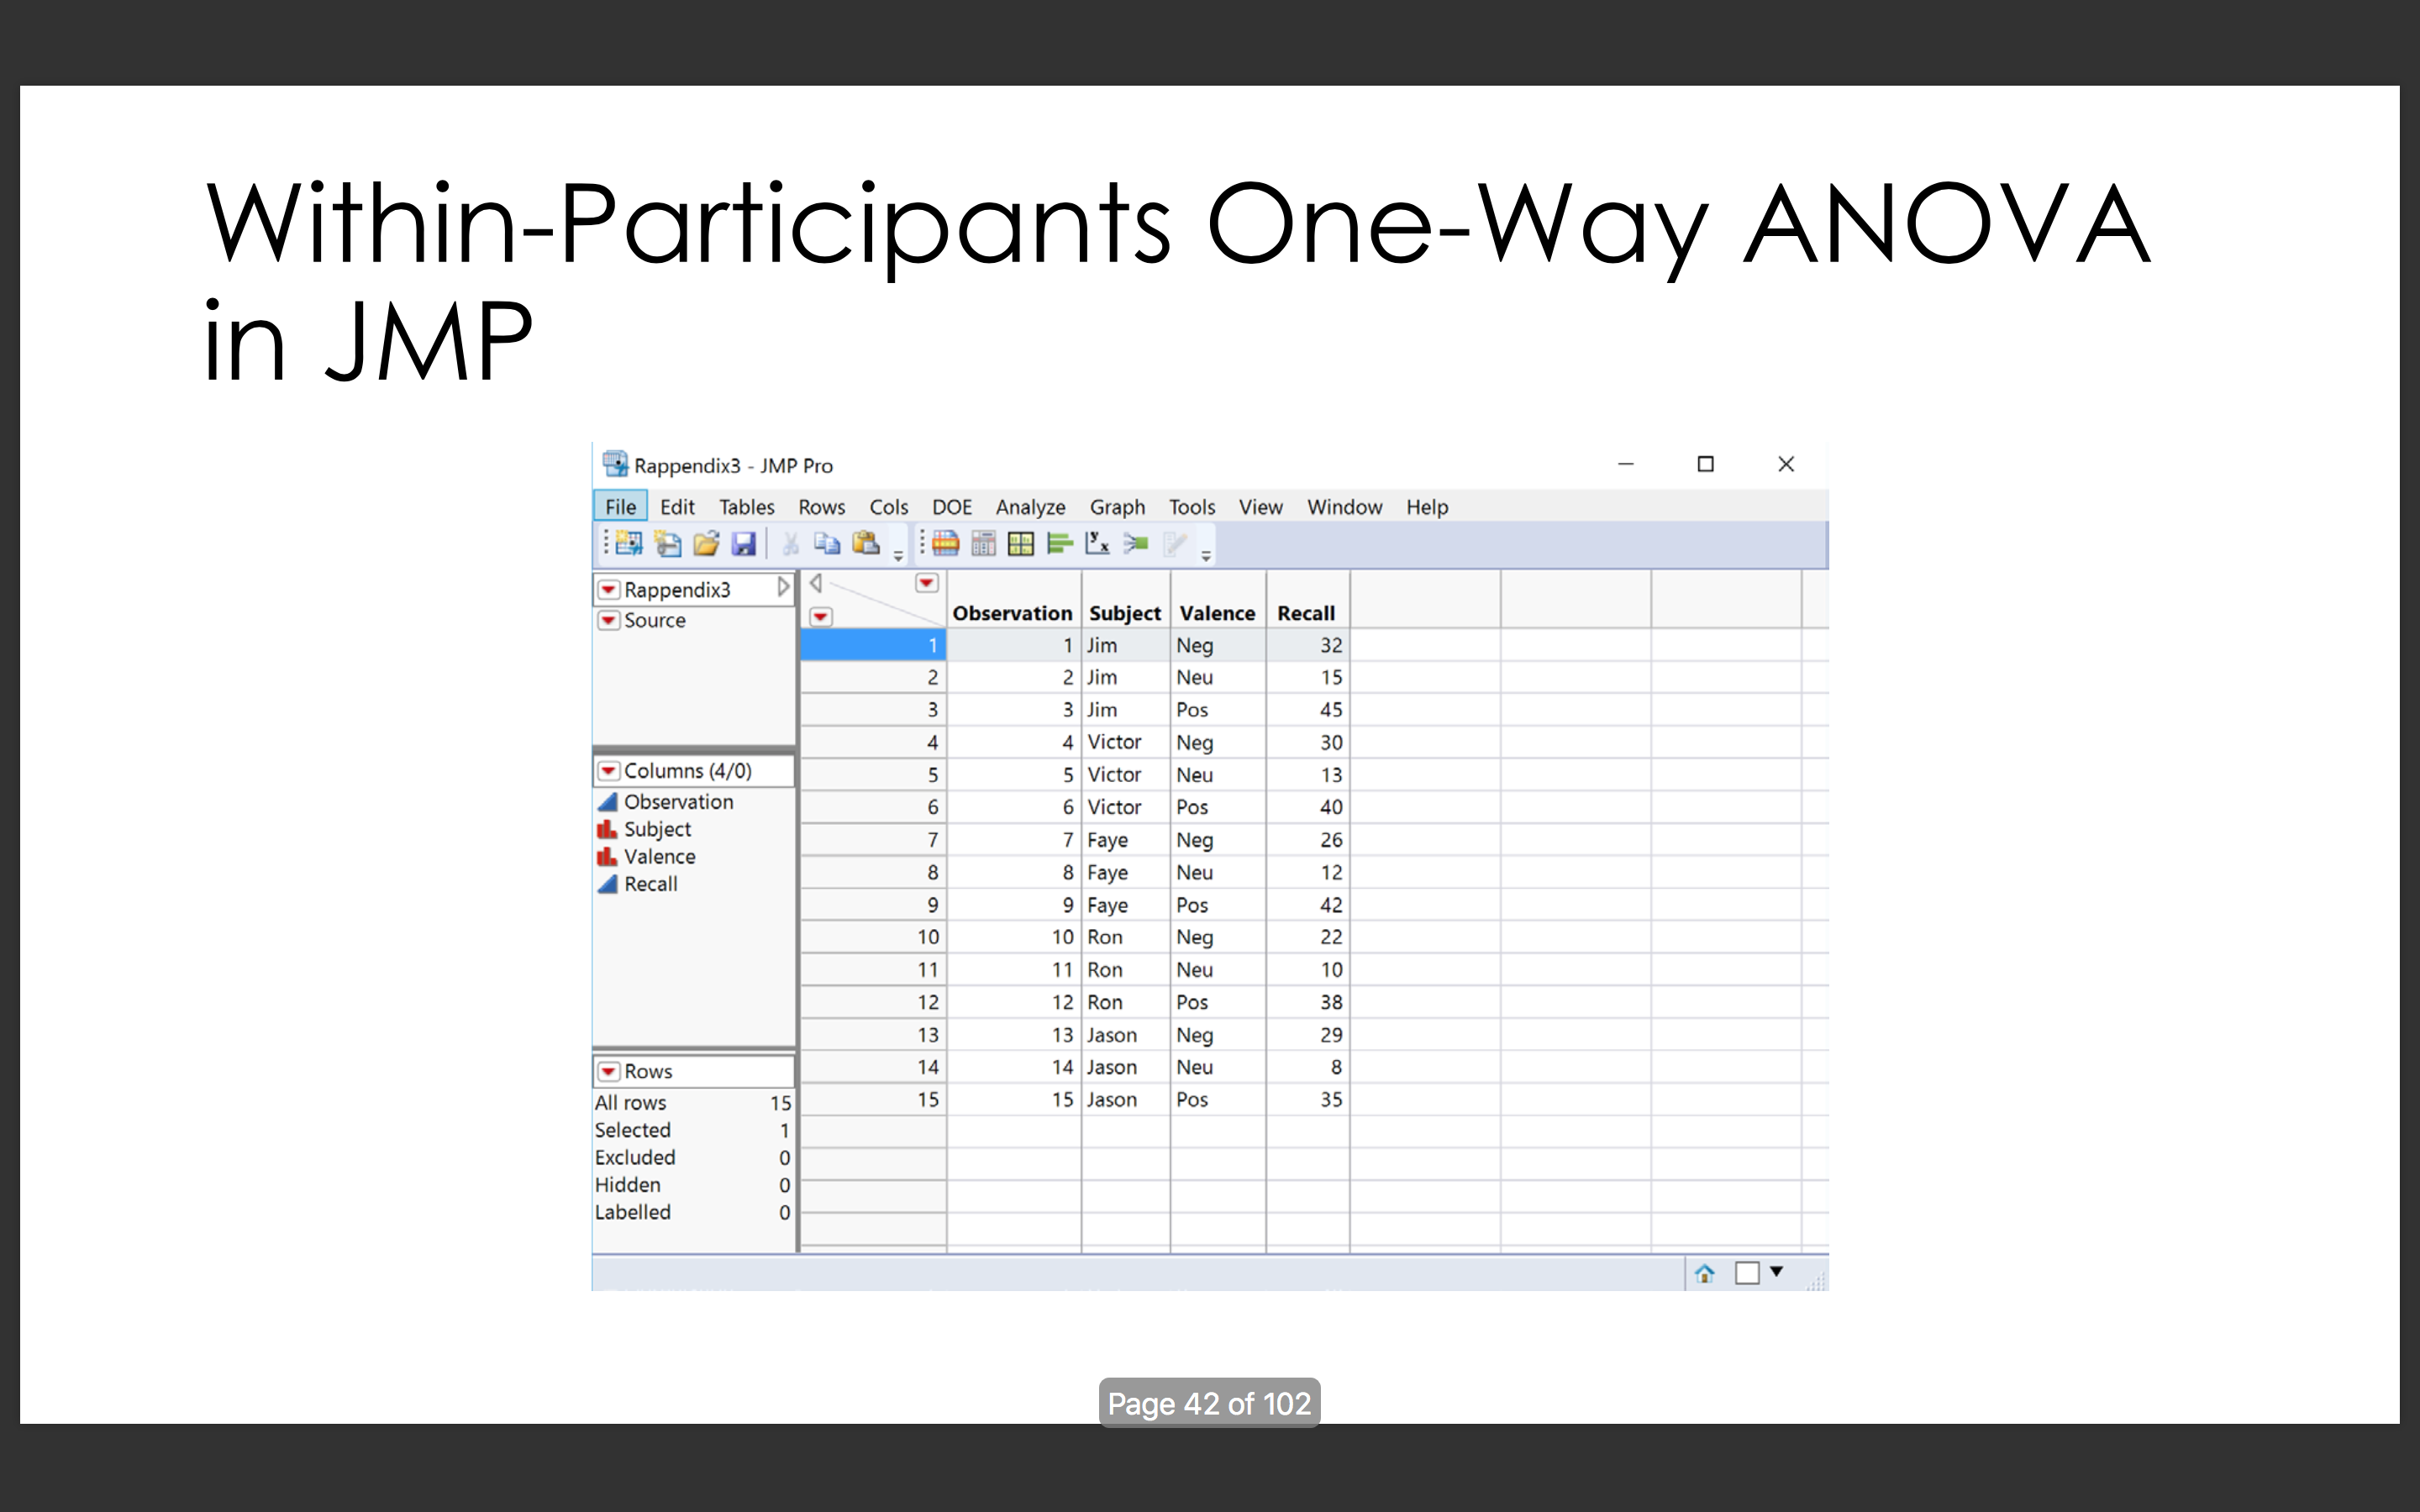 Within-Participants One-Way ANOVA
in JMP
Rappendix3 - JMP Pro
File Edit Tables Rows Cols DOE Analyze Graph Tools View Window Help
Rappendix3
Source
Columns (4/0)
Observation
Subject
Valence
Recall
Rows
All rows 15
Selected 1
Excluded 0
Hidden 0
Labelled 0
Observation Subject Valence Recall
1 1 Jim Neg 32
2 2 Jim Neu 15
3 3 Jim Pos 45
4 4 Victor Neg 30
5 5 Victor Neu 13
6 6 Victor Pos 40
7 7 Faye Neg 26
8 8 Faye Neu 12
9 9 Faye Pos 42
10 10 Ron Neg 22
11 11 Ron Neu 10
12 12 Ron Pos 38
13 13 Jason Neg 29
14 14 Jason Neu 8
15 15 Jason Pos 35
Page 42 of 102